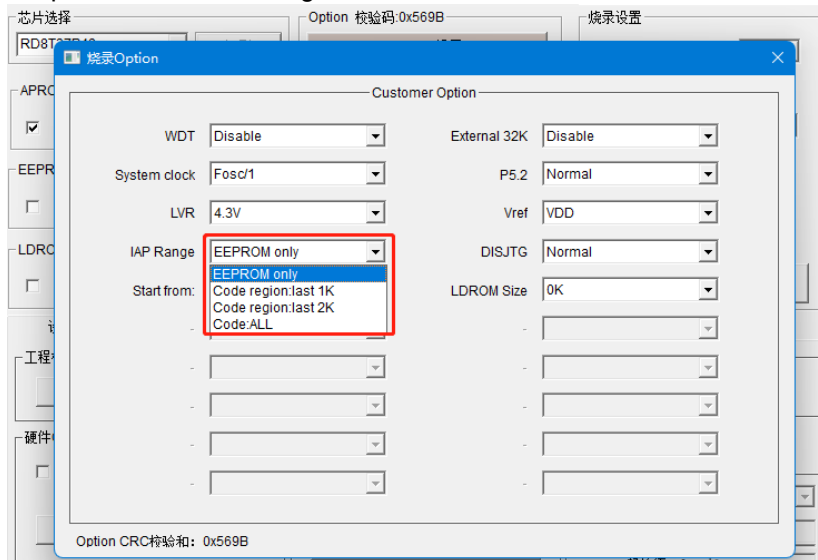 芯片选择
Option 校验码:0x569B
烧录设置
烧录Option
APRO
Customer Option
WDT Disable
External 32K Disable
EEPR
System clock Fosc/1
P5.2 Normal
LVR 4.3V
Vref VDD
LDRO
IAP Range EEPROM only
DISJTG Normal
EEPROM only
Code region:last 1K
Code region:last 2K
Code:ALL
Start from:
LDROM Size 0K
- -
工程
- -
- -
硬件
- -
- -
Option CRC校验和: 0x569B